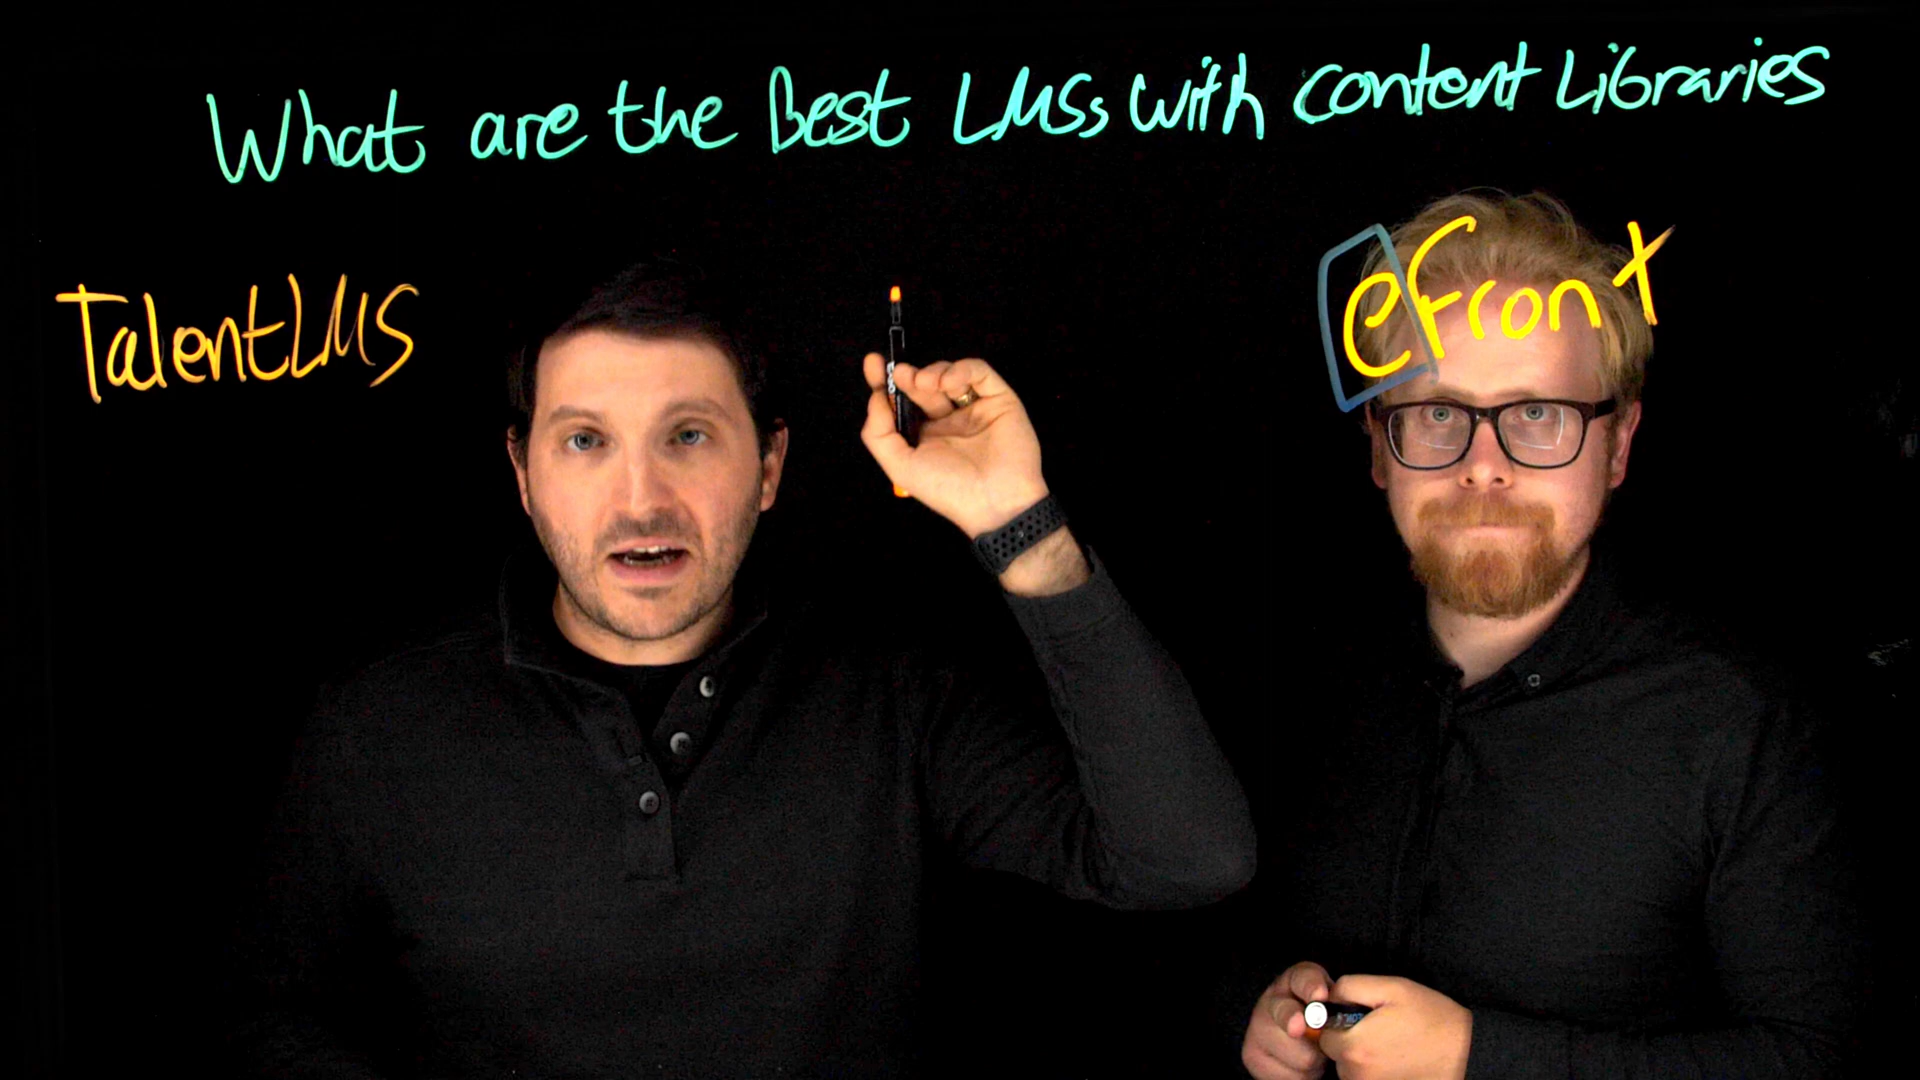 What are the Best LMSs with content Libraries
TalentLMS
eFront